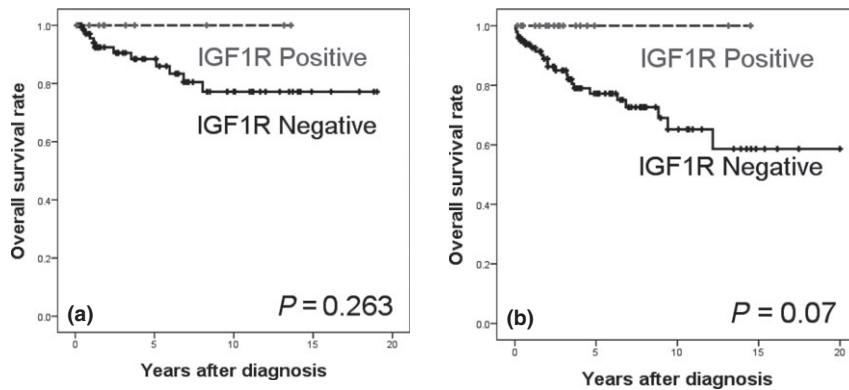 Overall survival rate
1.0
0.8
0.6
0.4
0.2
0.0
IGF1R Positive
IGF1R Negative
(a)
P = 0.263
0 5 10 15 20
Years after diagnosis
Overall survival rate
1.0
0.8
0.6
0.4
0.2
0.0
IGF1R Positive
IGF1R Negative
(b)
P = 0.07
0 5 10 15 20
Years after diagnosis